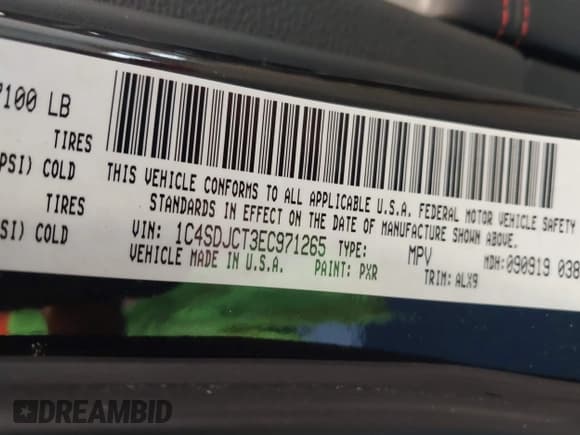 7100 LB
TIRES
PSI) COLD
TIRES
PSI) COLD
THIS VEHICLE CONFORMS TO ALL APPLICABLE U.S.A. FEDERAL MOTOR VEHICLE SAFETY
STANDARDS IN EFFECT ON THE DATE OF MANUFACTURE SHOWN ABOVE.
VIN: 1C4SDJCT3EC971265 TYPE: MPV MDH: 090919 038
VEHICLE MADE IN U.S.A. PAINT: PXR TRIM: ALX9
DREAMBID